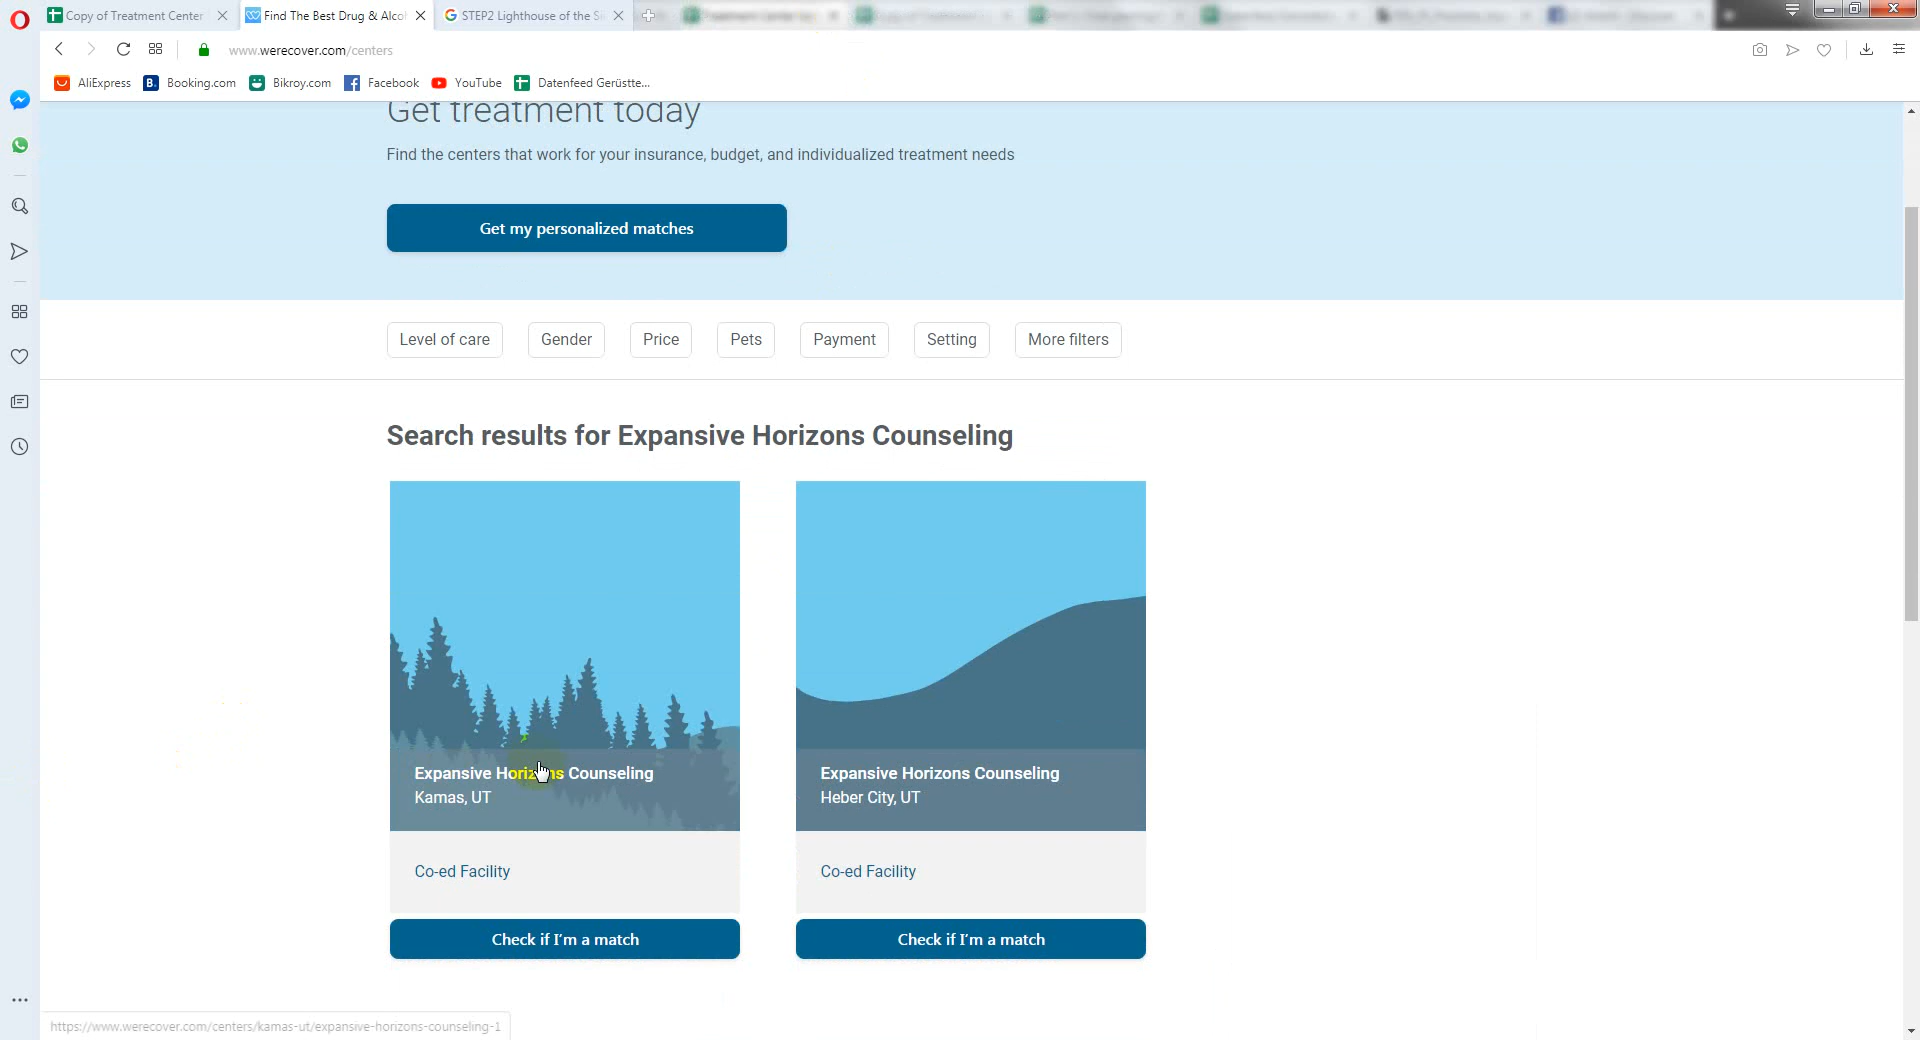 Copy of Treatment Center
Find The Best Drug & Alco
STEP2 Lighthouse of the S
www.werecover.com/centers
AliExpress
Booking.com
Bikroy.com
Facebook
YouTube
Datenfeed Gerüstte...
Get treatment today
Find the centers that work for your insurance, budget, and individualized treatment needs
Get my personalized matches
Level of care
Gender
Price
Pets
Payment
Setting
More filters
Search results for Expansive Horizons Counseling
Expansive Horizons Counseling
Kamas, UT
Co-ed Facility
Check if I'm a match
Expansive Horizons Counseling
Heber City, UT
Co-ed Facility
Check if I'm a match
https://www.werecover.com/centers/kamas-ut/expansive-horizons-counseling-1